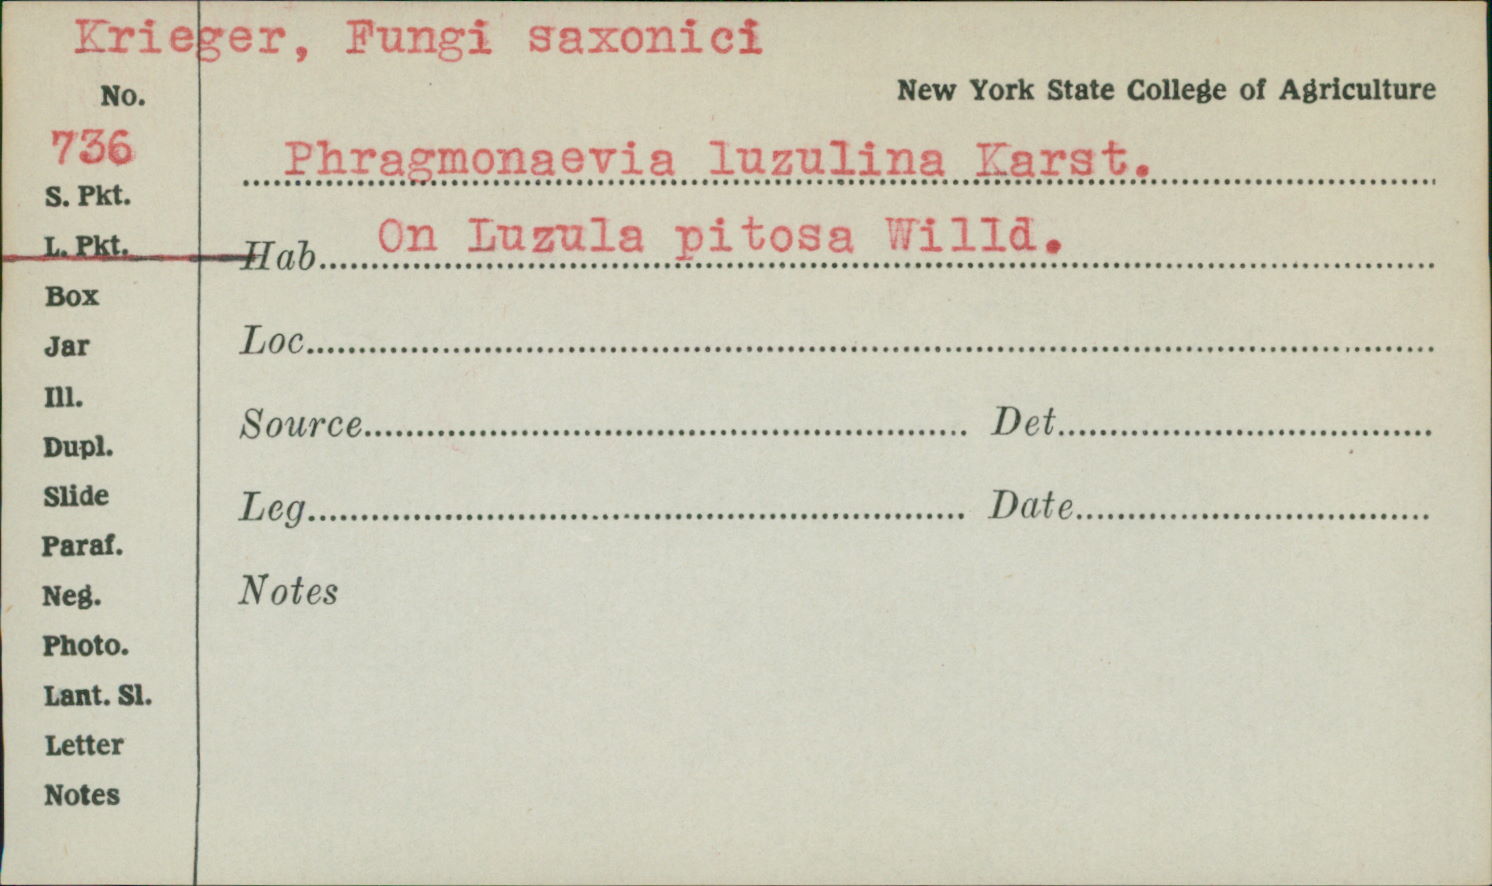 Krieger, Fungi saxonici
No.
New York State College of Agriculture
736
Phragmonaevia luzulina Karst.
S. Pkt.
L. Pkt.
Hab. On Luzula pitosa Willd.
Box
Jar
Loc.
Ill.
Source Det.
Dupl.
Slide
Leg. Date
Paraf.
Neg.
Notes
Photo.
Lant. Sl.
Letter
Notes